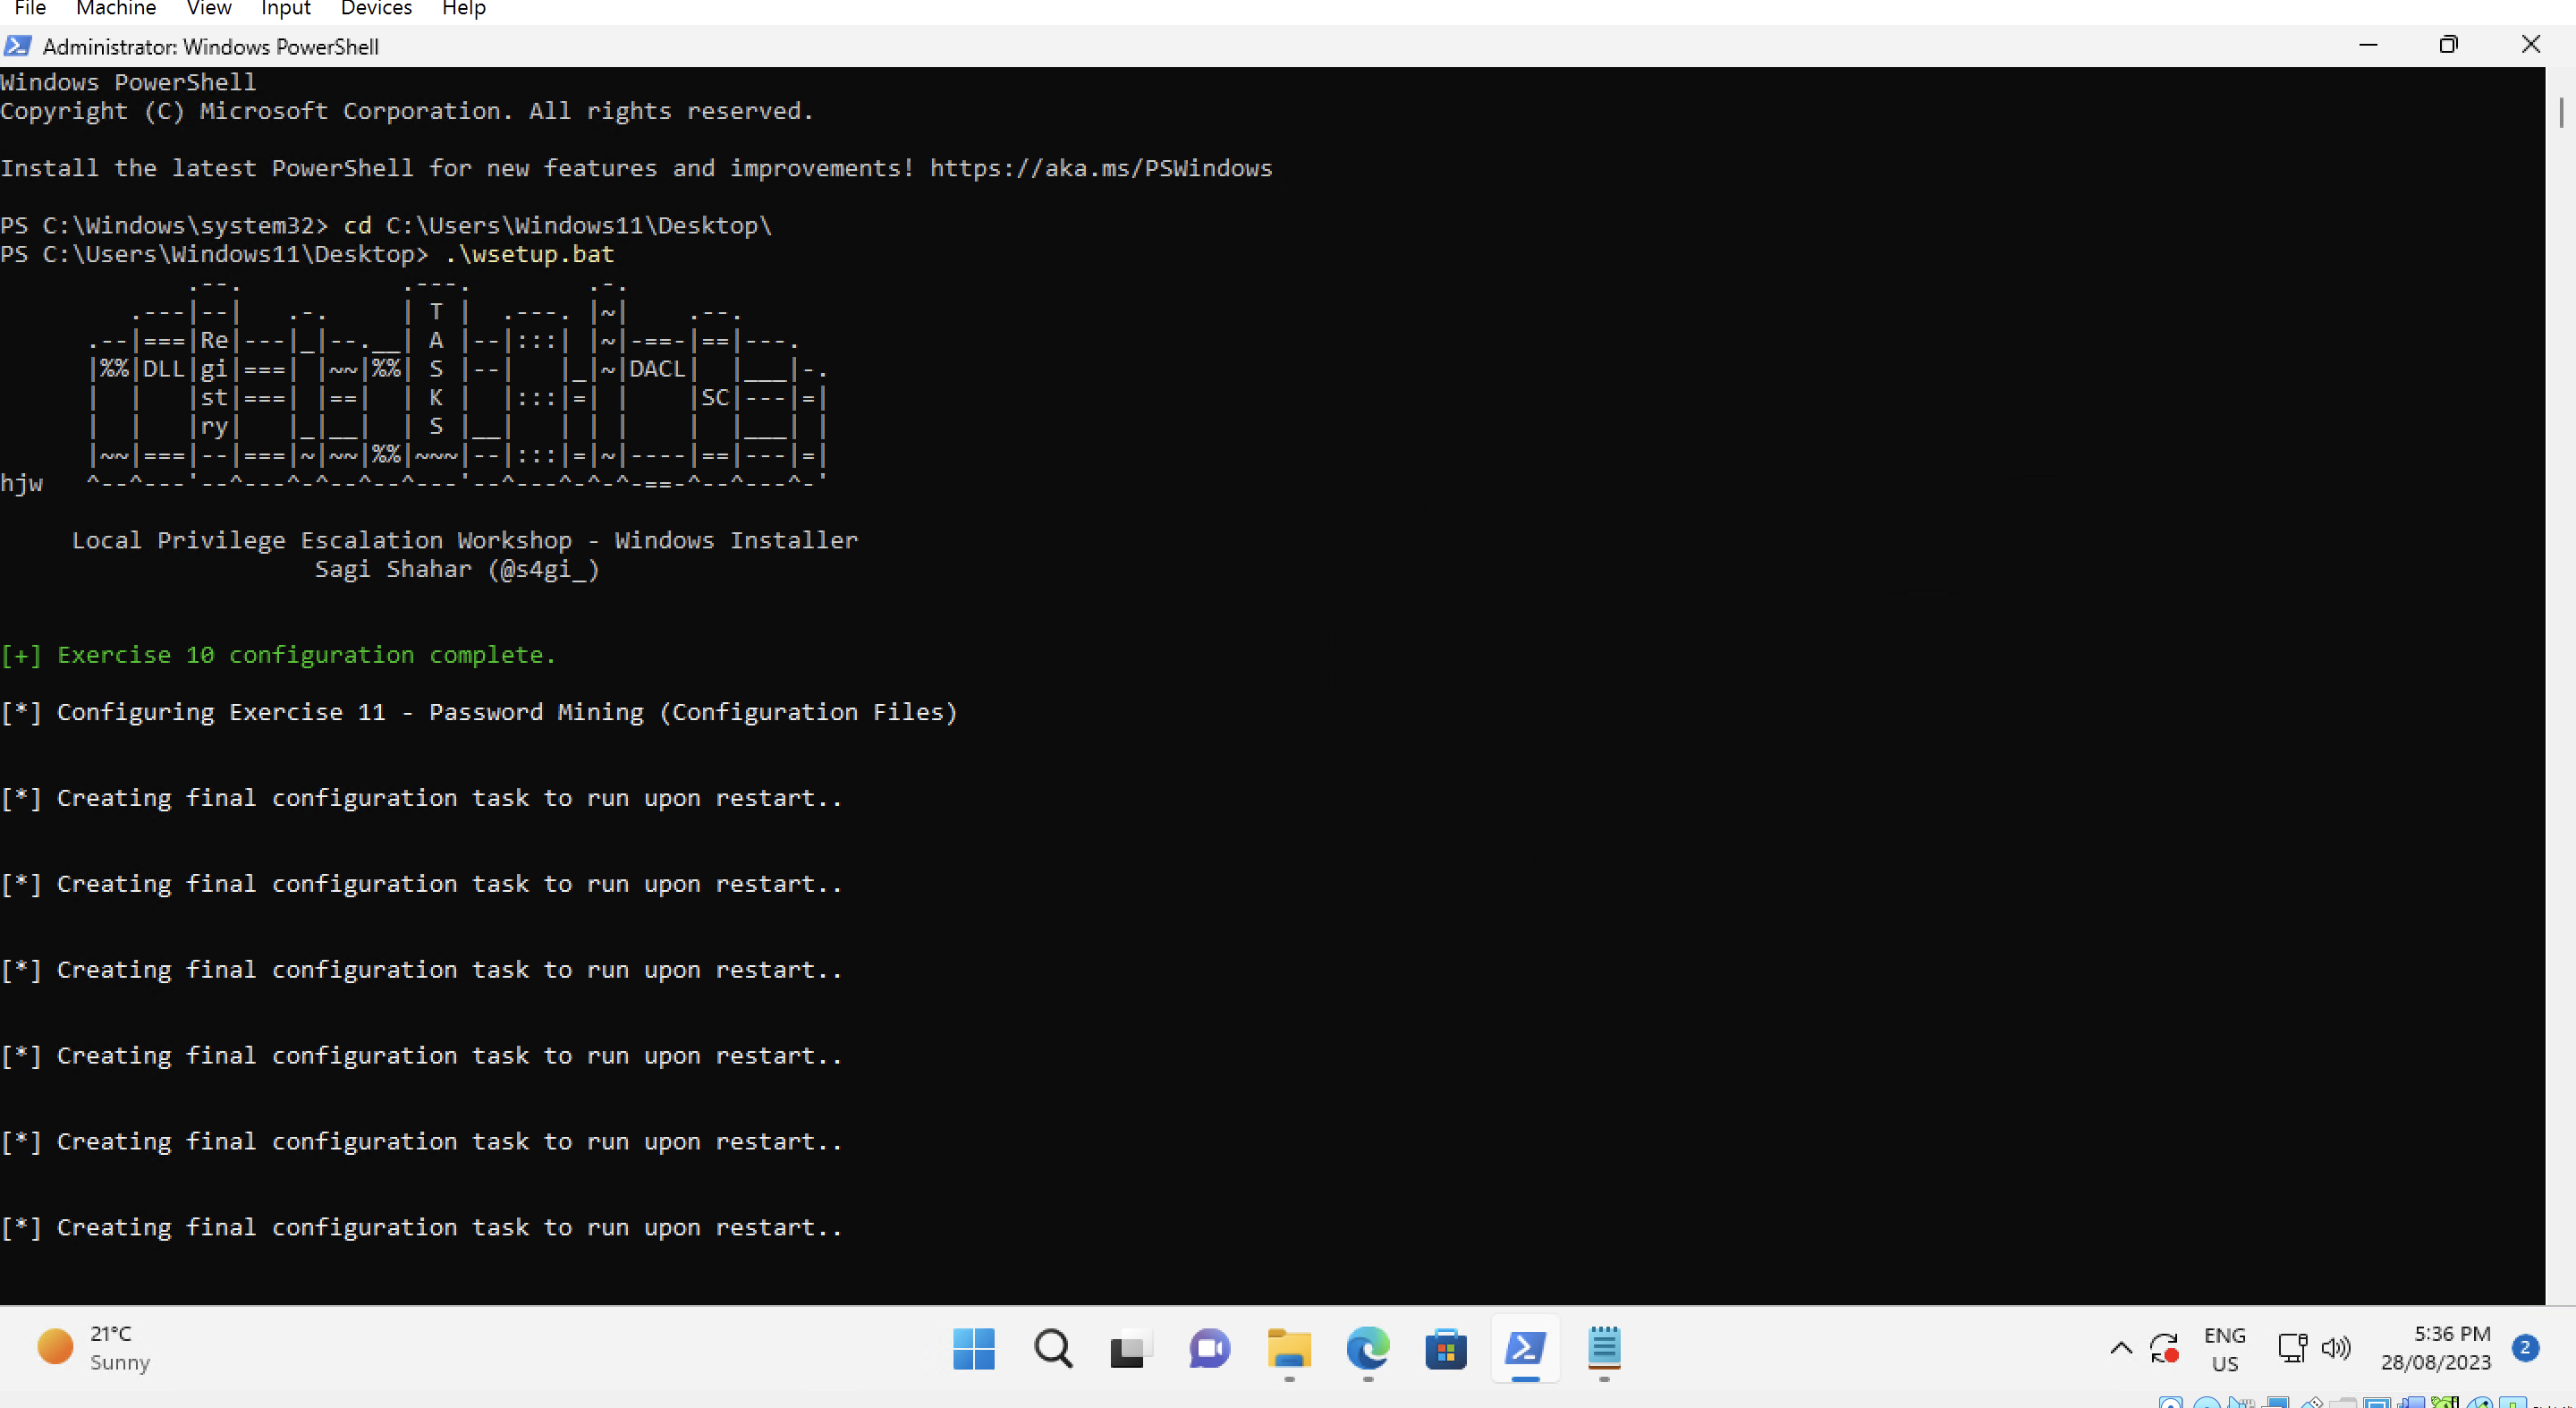 File Machine View Input Devices Help
Administrator: Windows PowerShell
Windows PowerShell
Copyright (C) Microsoft Corporation. All rights reserved.
Install the latest PowerShell for new features and improvements! https://aka.ms/PSWindows
PS C:\Windows\system32> cd C:\Users\Windows11\Desktop\
PS C:\Users\Windows11\Desktop> .\wsetup.bat
             .--.           .---.        .-.
         .---|--|   .-.     | T |  .---. |~|    .--.
      .--|===|Re|---|_|--.__| A |--|:::| |~|-==-|==|---.
      |%%|DLL|gi|===| |~~|%%| S |--|   |_|~|DACL|  |___|-.
      |  |   |st|===| |==|  | K |  |:::|=| |    |SC|---|=|
      |  |   |ry|   |_|__|  | S |__|   | | |    |  |___| |
      |~~|===|--|===|~|~~|%%|~~~|--|:::|=|~|----|==|---|=|
hjw   ^--^---'--^---^-^--^--^---'--^---^-^-^-==-^--^---^-'
Local Privilege Escalation Workshop - Windows Installer
Sagi Shahar (@s4gi_)
[+] Exercise 10 configuration complete.
[*] Configuring Exercise 11 - Password Mining (Configuration Files)
[*] Creating final configuration task to run upon restart..
[*] Creating final configuration task to run upon restart..
[*] Creating final configuration task to run upon restart..
[*] Creating final configuration task to run upon restart..
[*] Creating final configuration task to run upon restart..
[*] Creating final configuration task to run upon restart..
21°C
Sunny
ENG
US
5:36 PM
28/08/2023
2